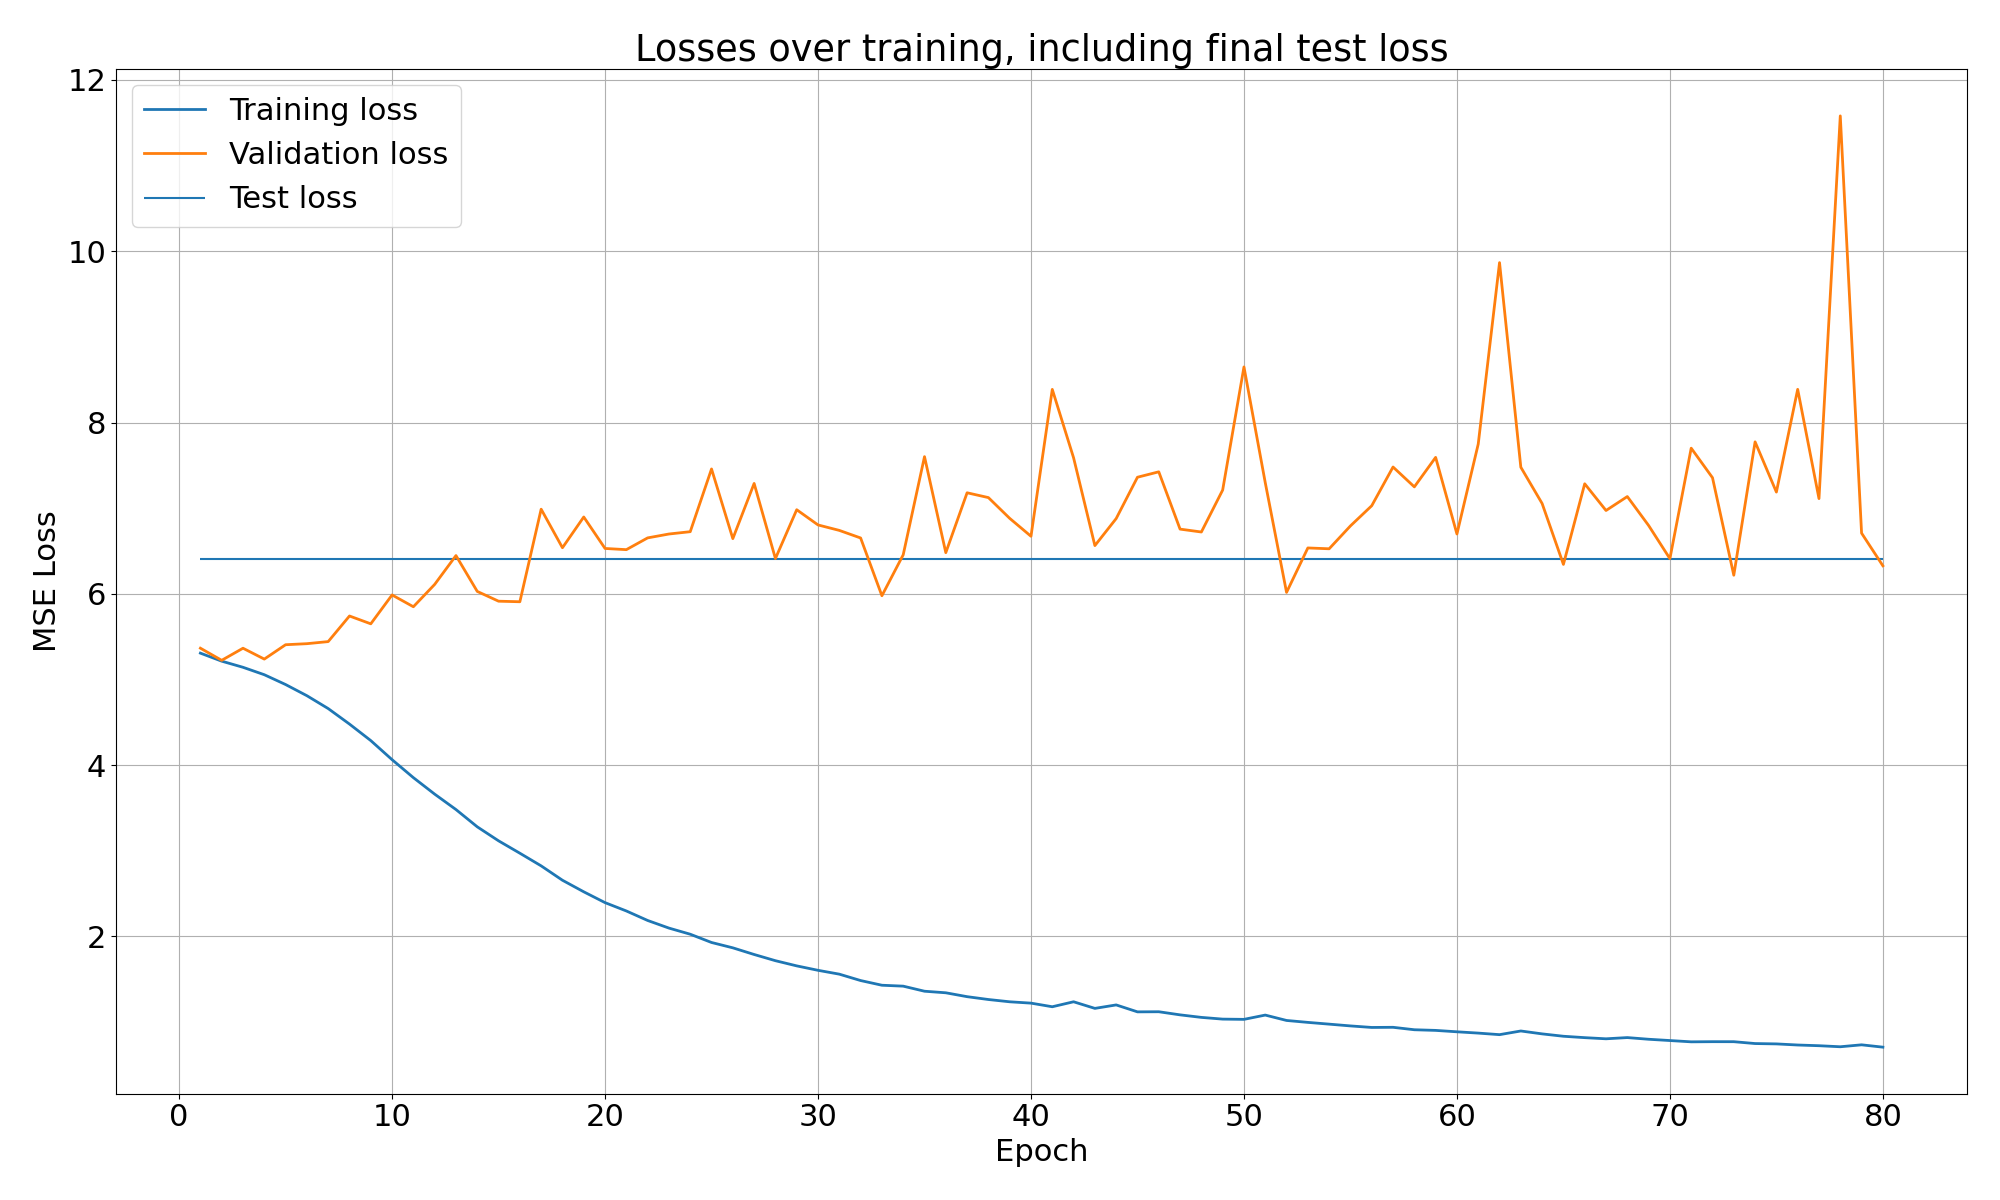 Losses over training, including final test loss
Training loss
Validation loss
Test loss
MSE Loss
12
10
8
6
4
2
0 10 20 30 40 50 60 70 80
Epoch